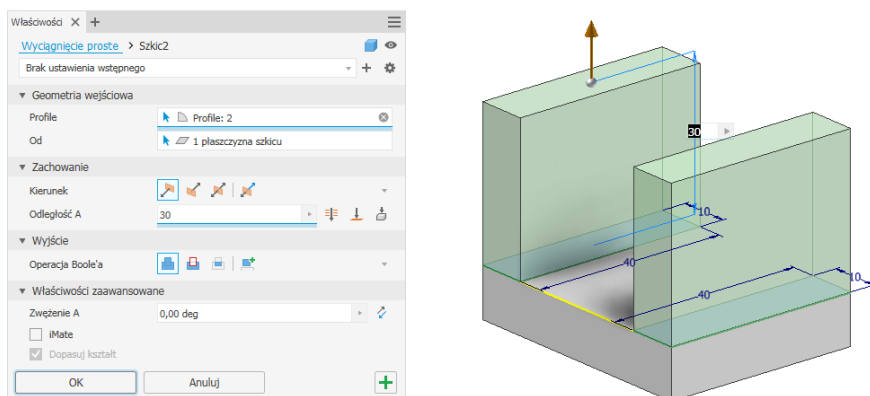 Właściwości
Wyciągnięcie proste > Szkic2
Brak ustawienia wstępnego
Geometria wejściowa
Profile Profile: 2
Od 1 płaszczyzna szkicu
Zachowanie
Kierunek
Odległość A 30
Wyjście
Operacja Boole'a
Właściwości zaawansowane
Zwężenie A 0,00 deg
iMate
Dopasuj kształt
OK Anuluj
30
10
40
40
10